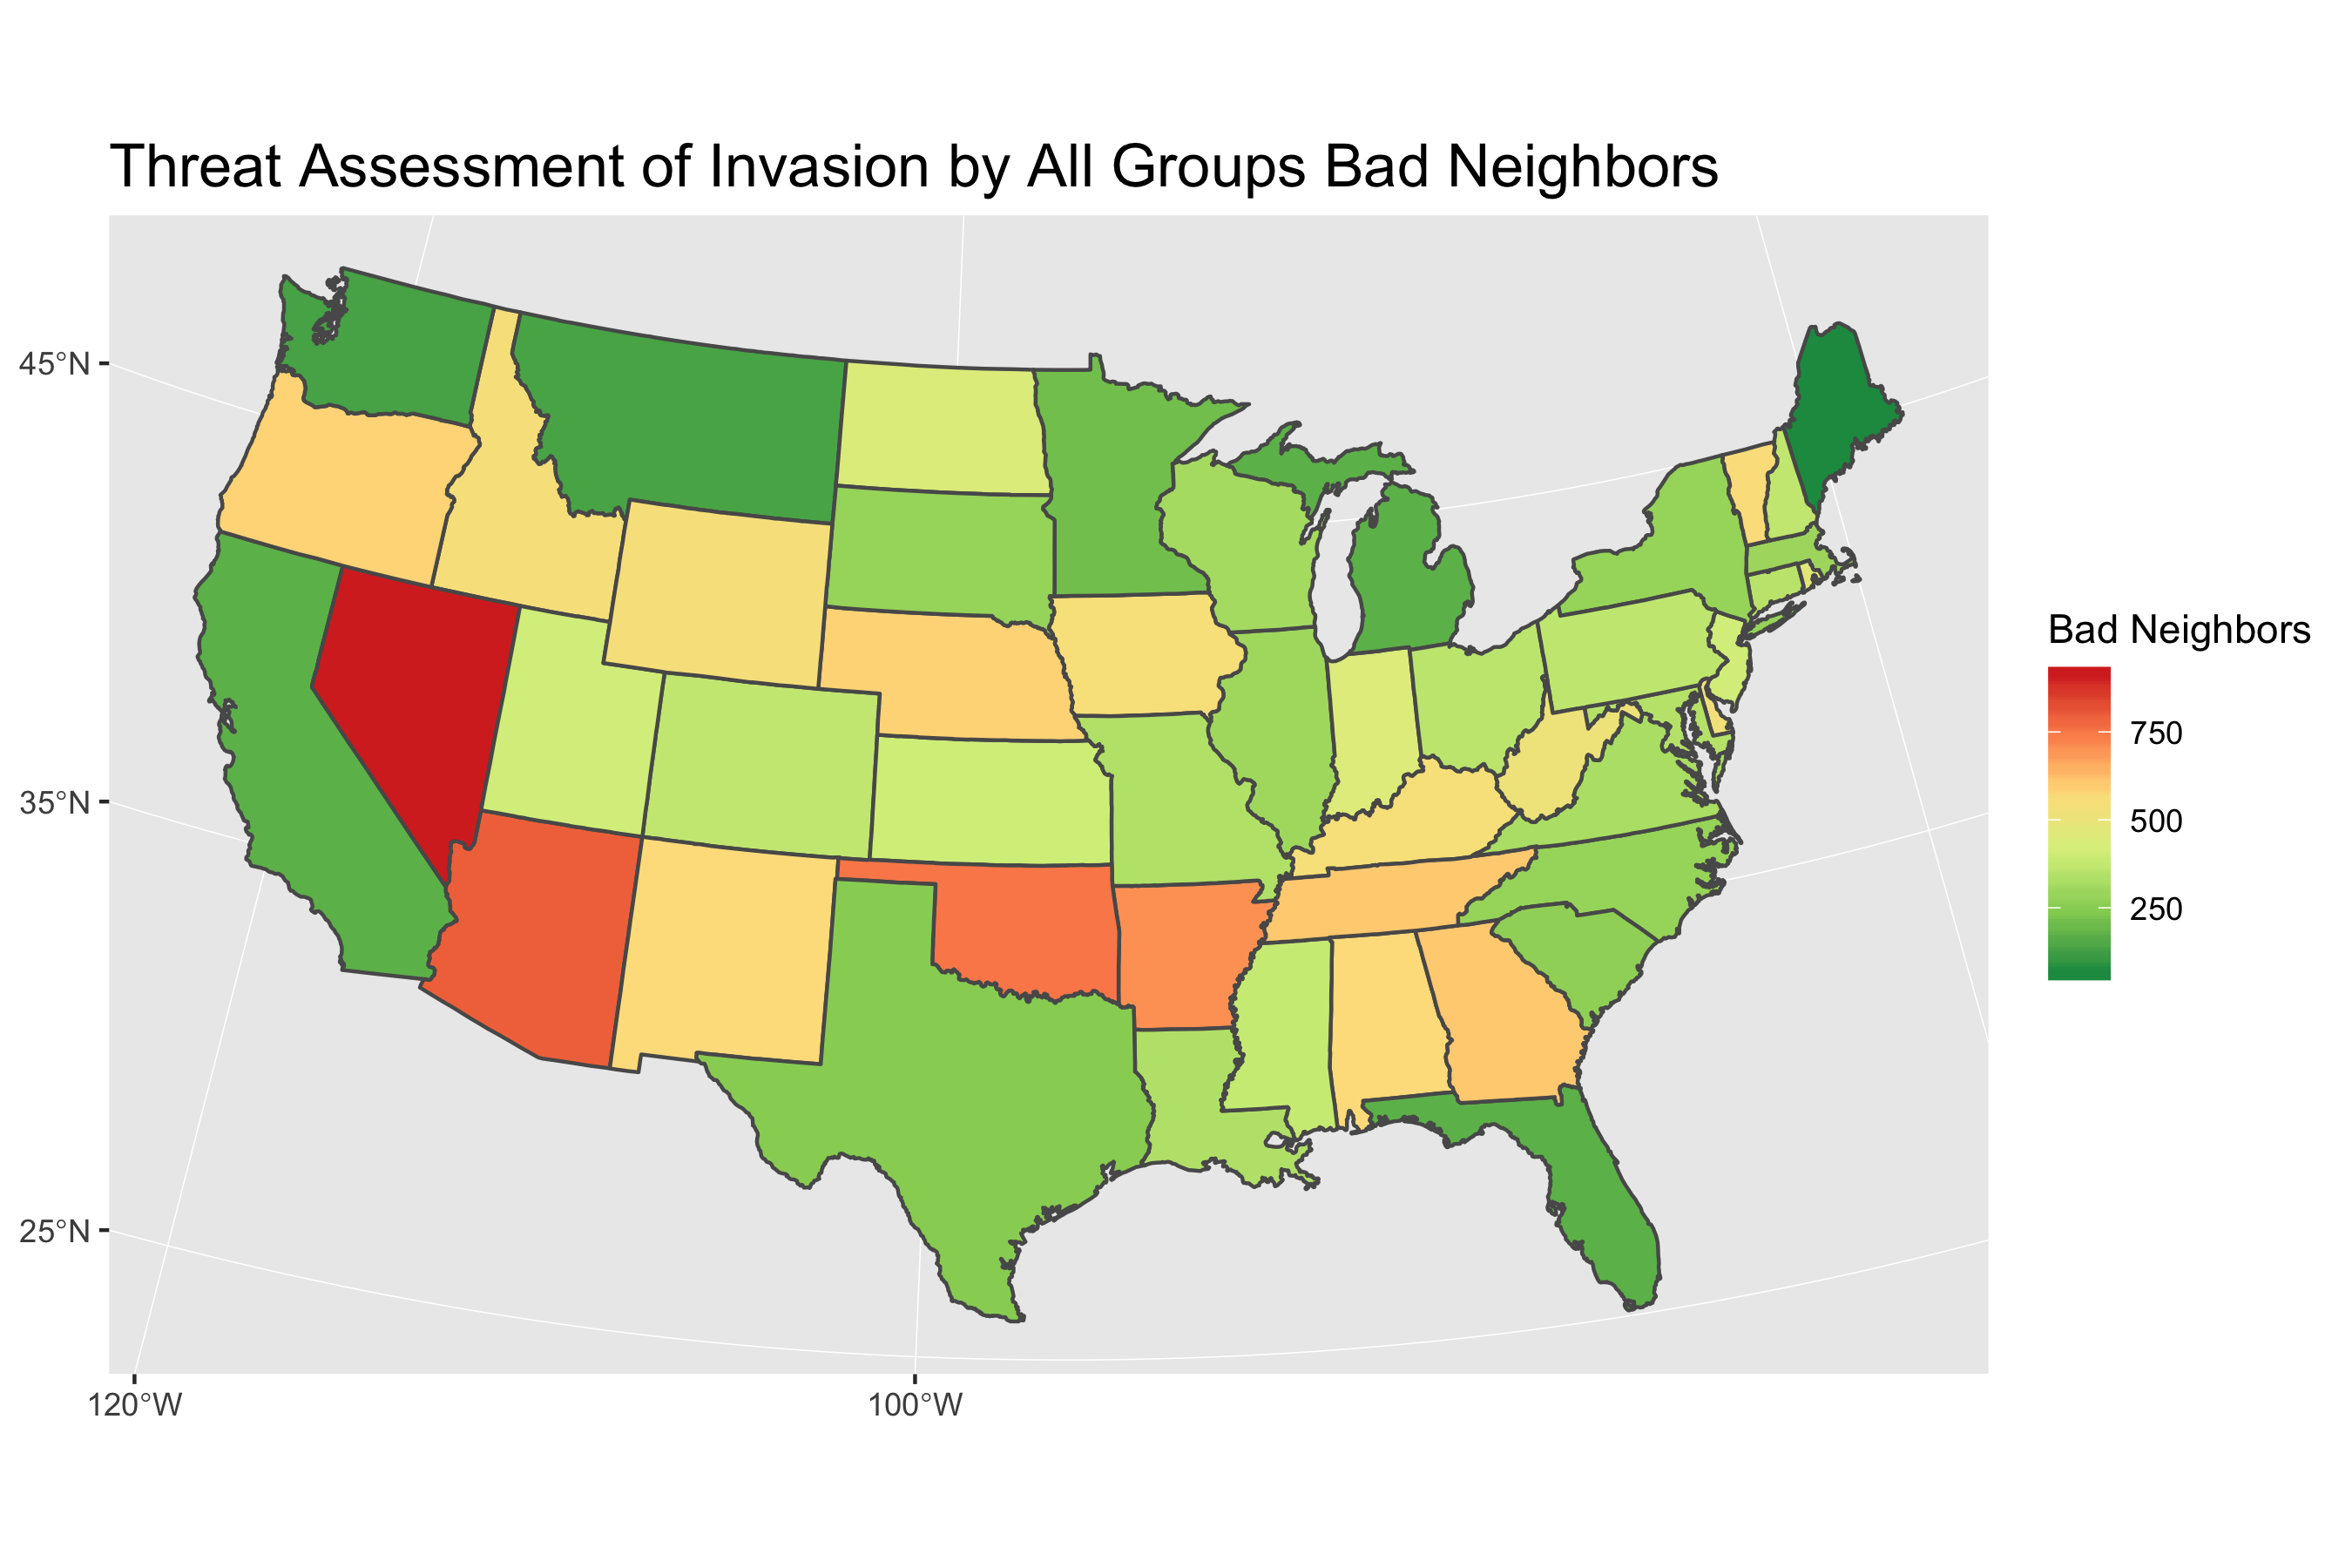 Threat Assessment of Invasion by All Groups Bad Neighbors
45°N
35°N
25°N
120°W
100°W
Bad Neighbors
750
500
250